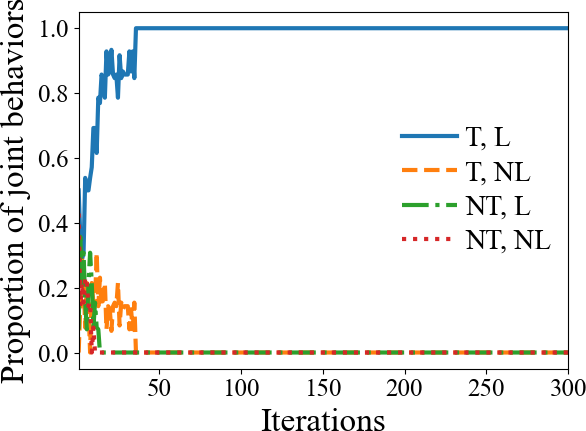 Proportion of joint behaviors
1.0
0.8
0.6
0.4
0.2
0.0
T, L
T, NL
NT, L
NT, NL
50 100 150 200 250 300
Iterations